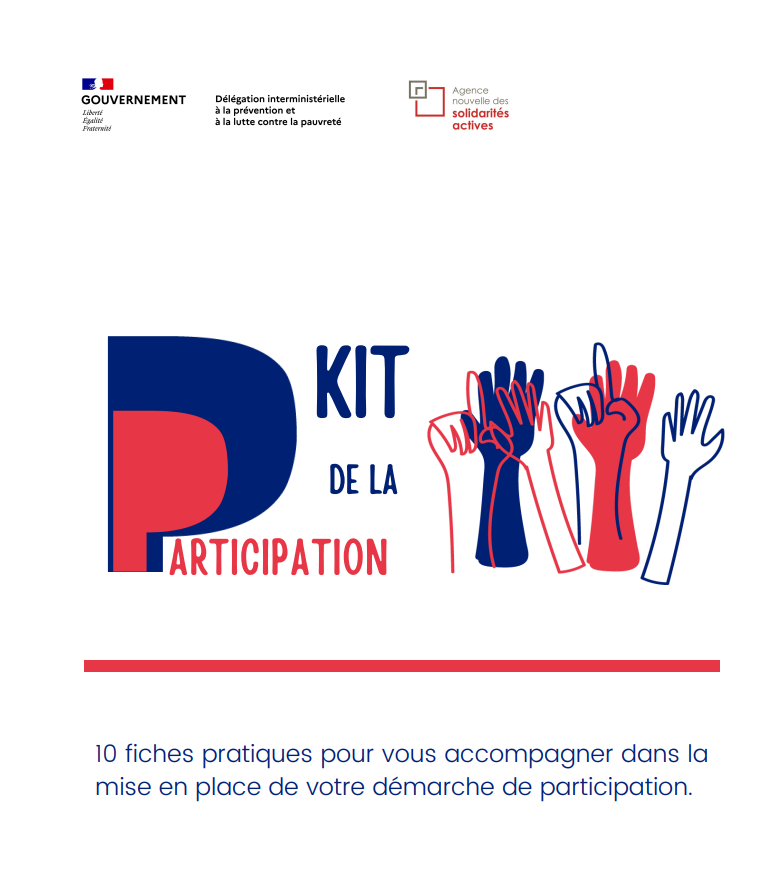 GOUVERNEMENT
Liberté
Égalité
Fraternité
Délégation interministérielle
à la prévention et
à la lutte contre la pauvreté
Agence
nouvelle des
solidarités
actives
KIT
DE LA
PARTICIPATION
10 fiches pratiques pour vous accompagner dans la
mise en place de votre démarche de participation.